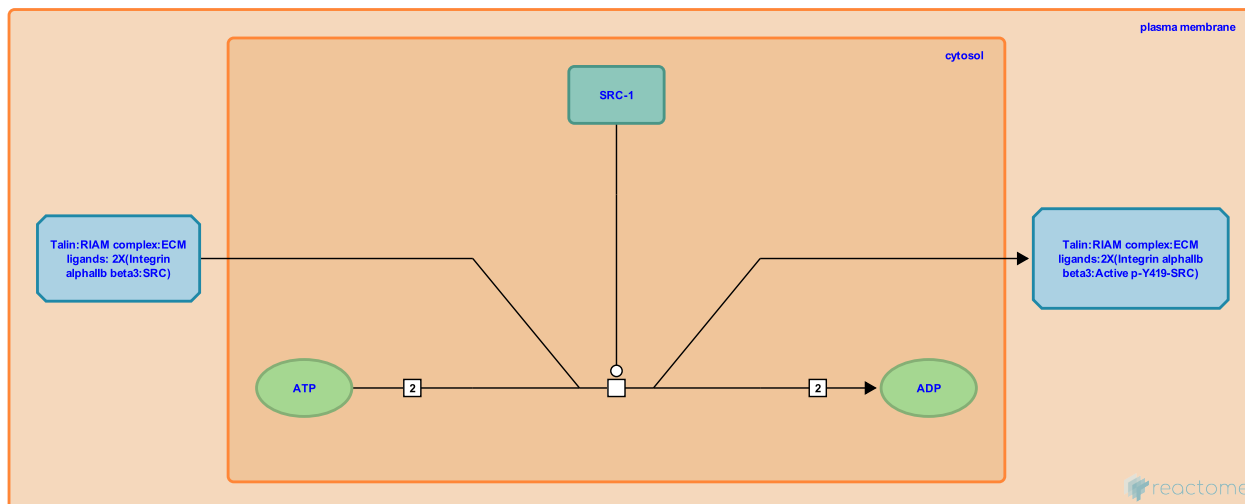 plasma membrane
cytosol
SRC-1
Talin:RIAM complex:ECM
ligands: 2X(Integrin
alphaIIb beta3:SRC)
Talin:RIAM complex:ECM
ligands:2X(Integrin alphaIIb
beta3:Active p-Y419-SRC)
ATP
2
2
ADP
reactome